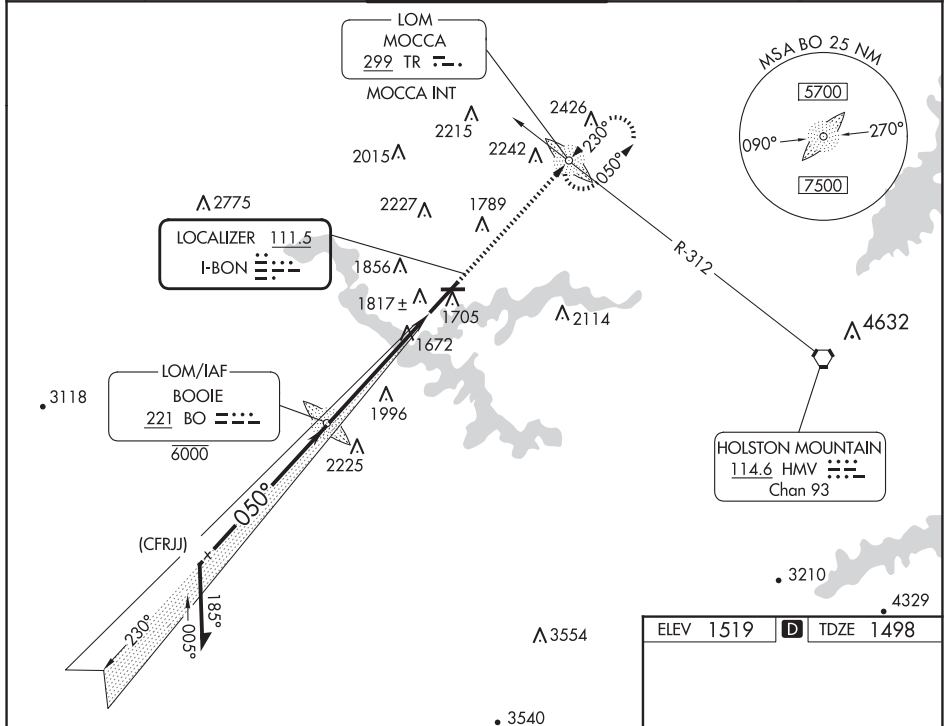 LOM
MOCCA
299 TR
MOCCA INT
MSA BO 25 NM
5700
090°
270°
7500
2426
2215
2242
2015
230°
050°
2775
2227
1789
LOCALIZER 111.5
I-BON
1856
1817 ±
1705
1672
2114
R-312
4632
LOM/IAF
BOOIE
221 BO
6000
3118
1996
2225
HOLSTON MOUNTAIN
114.6 HMV
Chan 93
050°
(CFRJJ)
185°
005°
230°
3210
4329
3554
3540
ELEV 1519 D TDZE 1498